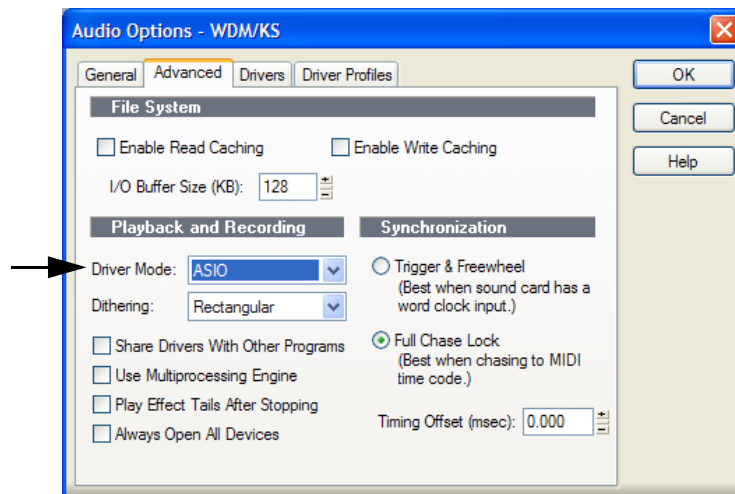 Audio Options - WDM/KS
General Advanced Drivers Driver Profiles
OK
Cancel
Help
File System
Enable Read Caching
Enable Write Caching
I/O Buffer Size (KB): 128
Playback and Recording
Driver Mode: ASIO
Dithering: Rectangular
Share Drivers With Other Programs
Use Multiprocessing Engine
Play Effect Tails After Stopping
Always Open All Devices
Synchronization
Trigger & Freewheel
(Best when sound card has a
word clock input.)
Full Chase Lock
(Best when chasing to MIDI
time code.)
Timing Offset (msec): 0.000